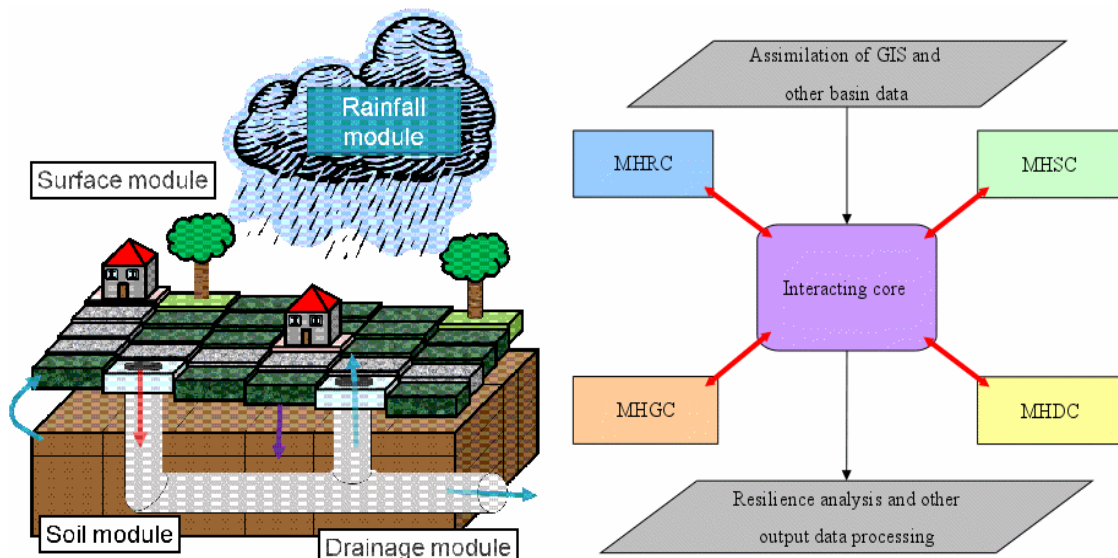 Rainfall
module
Surface module
Soil module
Drainage module
Assimilation of GIS and
other basin data
MHRC
MHSC
Interacting core
MHGC
MHDC
Resilience analysis and other
output data processing